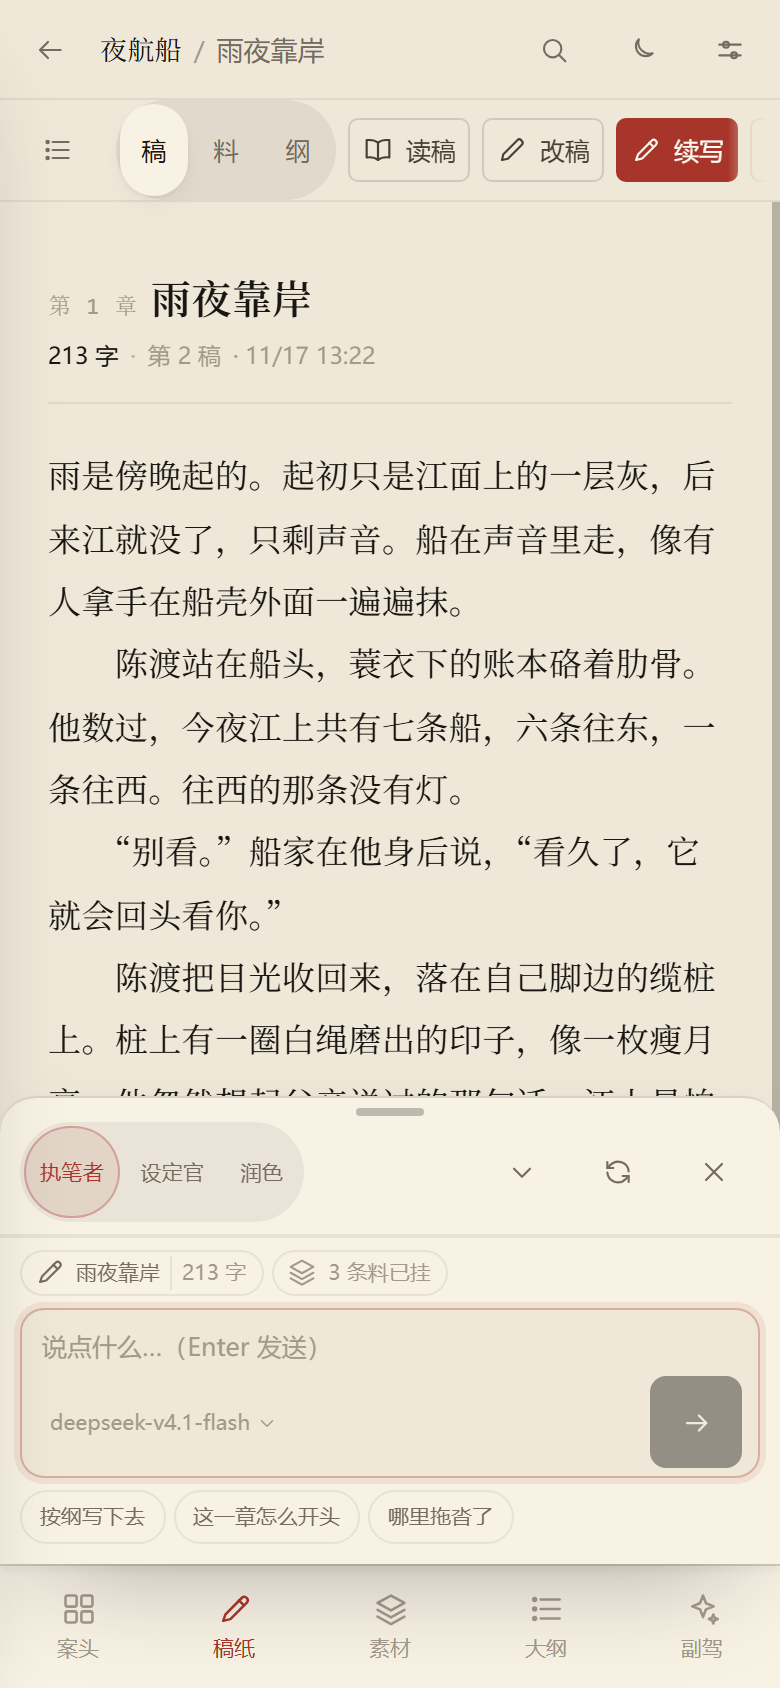 夜航船 / 雨夜靠岸
稿 料 纲 读稿 改稿 续写
第 1 章 雨夜靠岸
213 字 · 第 2 稿 · 11/17 13:22
雨是傍晚起的。起初只是江面上的一层灰，后
来江就没了，只剩声音。船在声音里走，像有
人拿手在船壳外面一遍遍抹。
陈渡站在船头，蓑衣下的账本硌着肋骨。
他数过，今夜江上共有七条船，六条往东，一
条往西。往西的那条没有灯。
“别看。”船家在他身后说，“看久了，它
就会回头看你。”
陈渡把目光收回来，落在自己脚边的缆桩
上。桩上有一圈白绳磨出的印子，像一枚瘦月
执笔者 设定官 润色
雨夜靠岸 213 字 3 条料已挂
说点什么…（Enter 发送）
deepseek-v4.1-flash
按纲写下去 这一章怎么开头 哪里拖沓了
案头 稿纸 素材 大纲 副驾